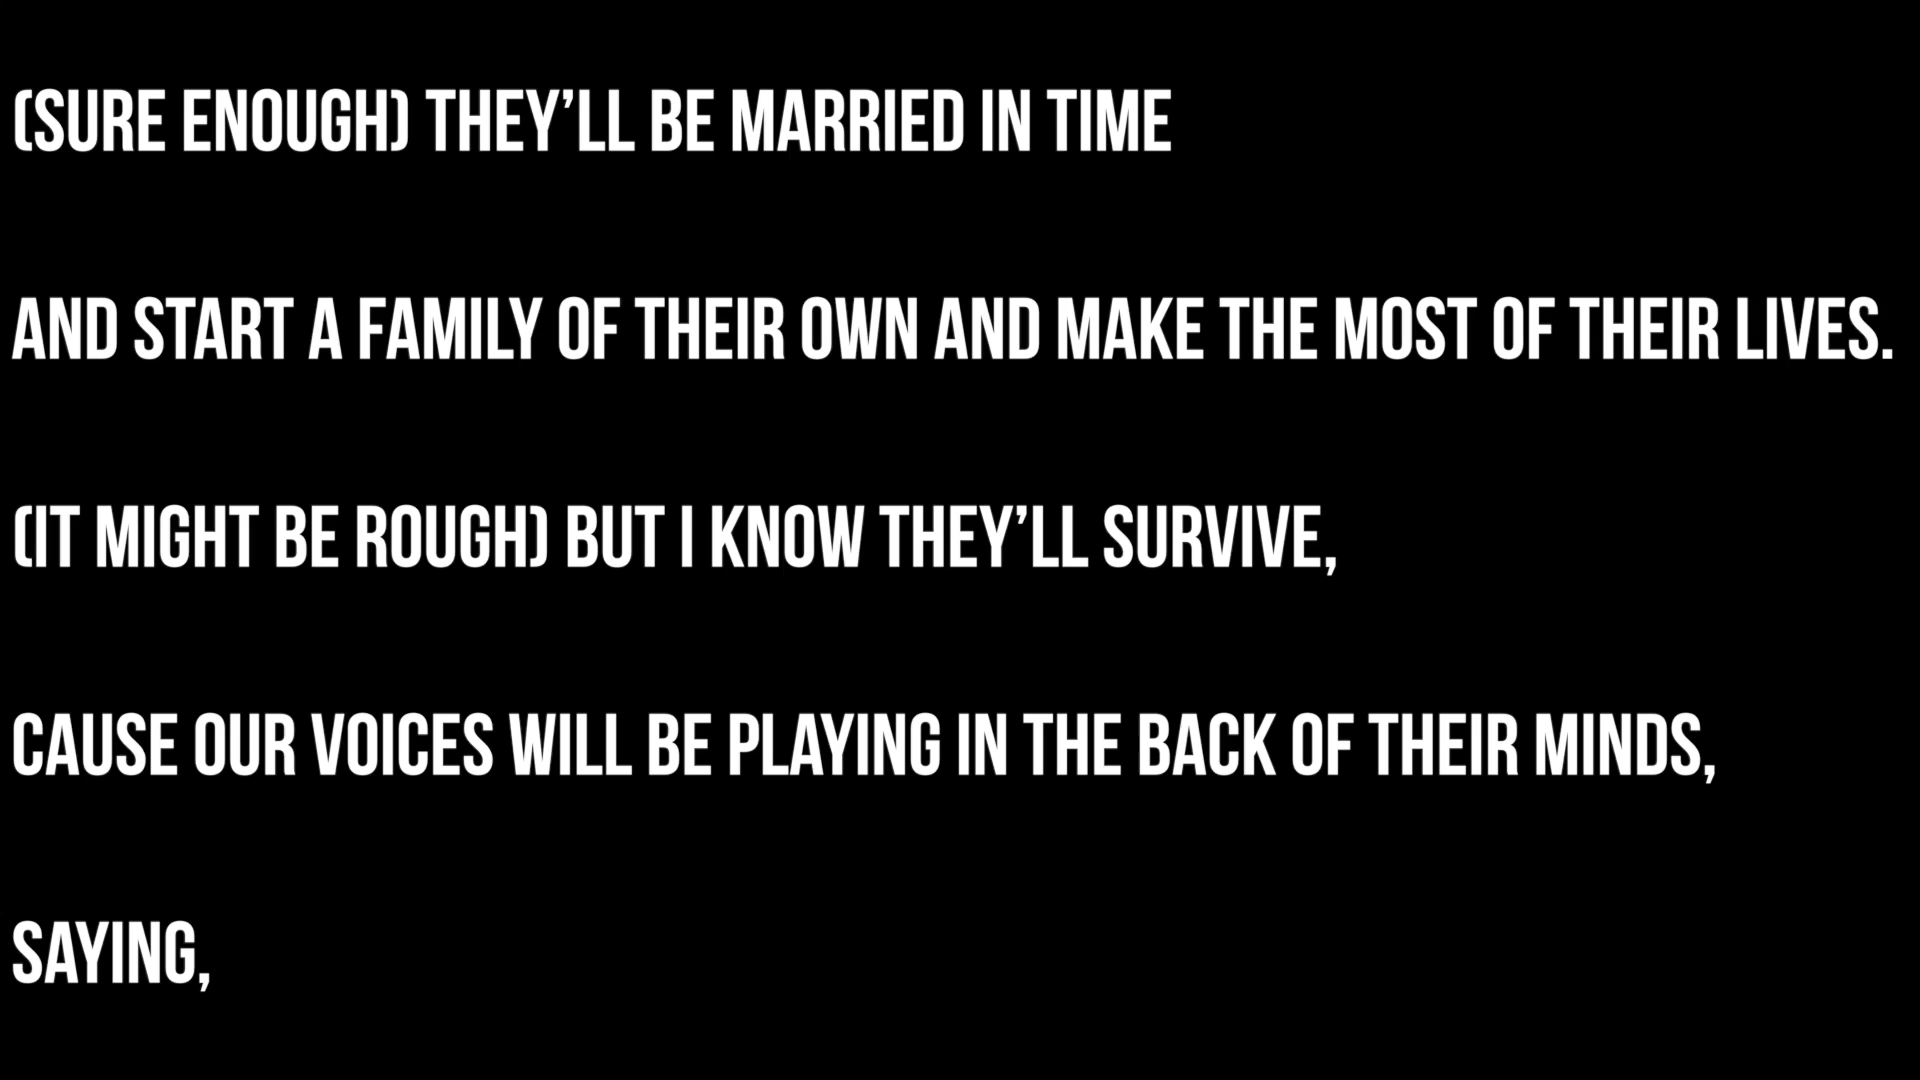 (SURE ENOUGH) THEY’LL BE MARRIED IN TIME
AND START A FAMILY OF THEIR OWN AND MAKE THE MOST OF THEIR LIVES.
(IT MIGHT BE ROUGH) BUT I KNOW THEY’LL SURVIVE,
CAUSE OUR VOICES WILL BE PLAYING IN THE BACK OF THEIR MINDS,
SAYING,